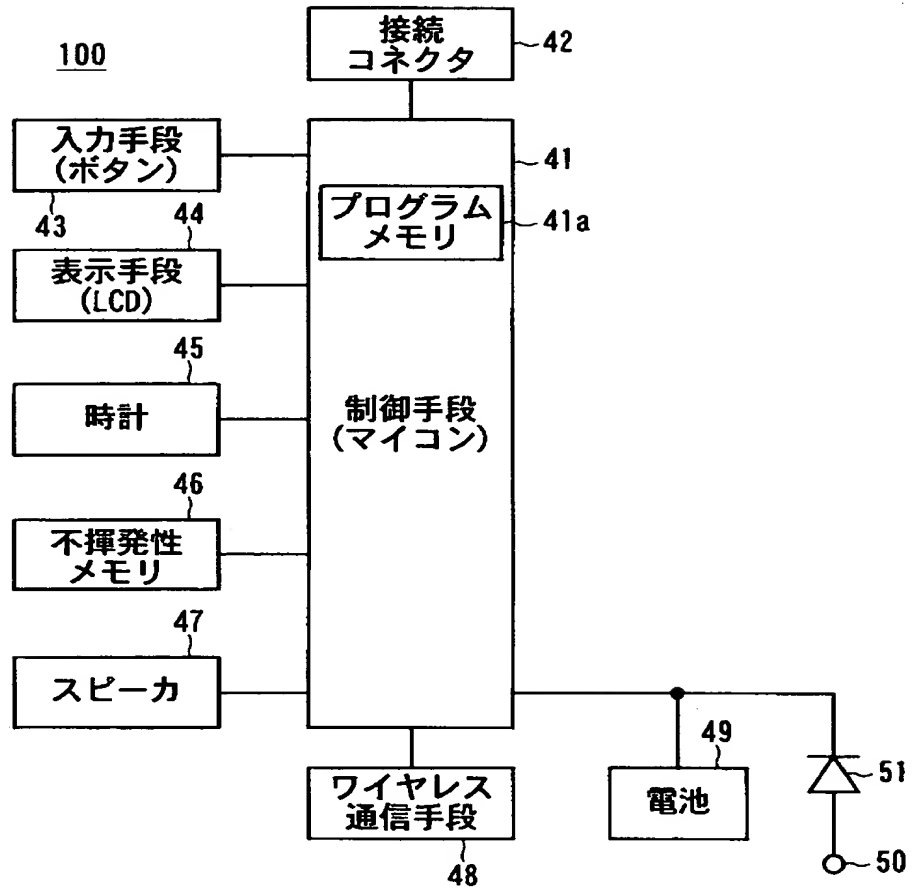 100
接続
コネクタ
42
入力手段
(ボタン)
43
41
プログラム
メモリ
41a
44
表示手段
(LCD)
45
時計
制御手段
(マイコン)
46
不揮発性
メモリ
47
スピーカ
ワイヤレス
通信手段
48
49
電池
51
50